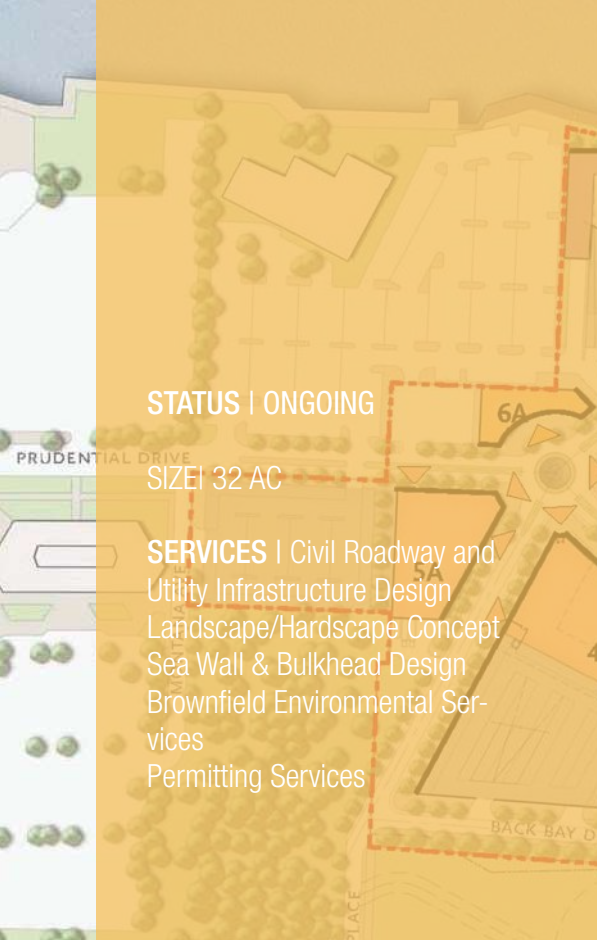 STATUS | ONGOING
6A
PRUDENTIAL DRIVE
SIZE| 32 AC
SERVICES | Civil Roadway and
Utility Infrastructure Design
5A
Landscape/Hardscape Concept
Sea Wall & Bulkhead Design
Brownfield Environmental Ser-
vices
Permitting Services
BACK BAY D
PLACE